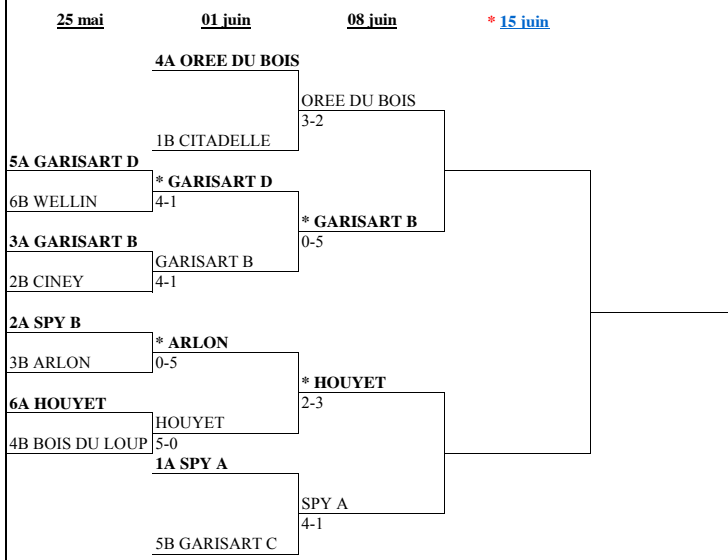 25 mai 01 juin 08 juin * 15 juin
4A OREE DU BOIS
OREE DU BOIS
3-2
1B CITADELLE
5A GARISART D
* GARISART D
6B WELLIN
4-1
* GARISART B
3A GARISART B
0-5
GARISART B
2B CINEY
4-1
2A SPY B
* ARLON
3B ARLON
0-5
* HOUYET
6A HOUYET
2-3
HOUYET
4B BOIS DU LOUP
5-0
1A SPY A
SPY A
4-1
5B GARISART C